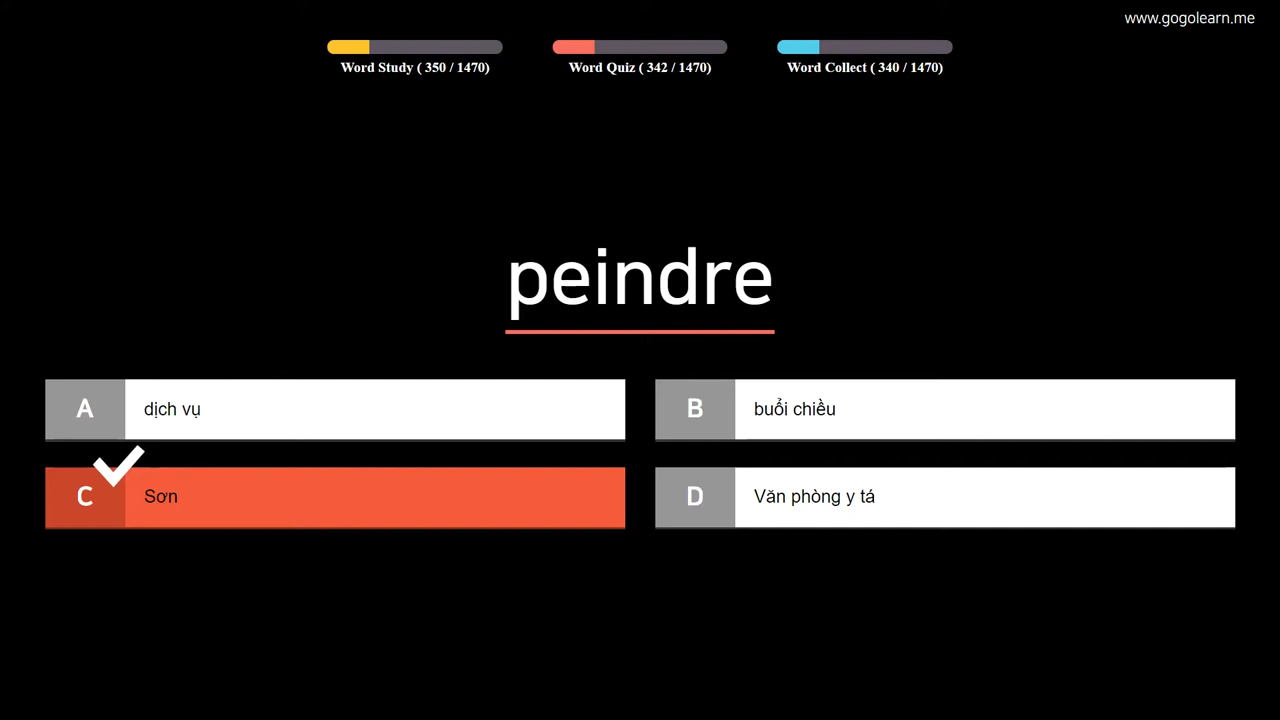 www.gogolearn.me
Word Study ( 350 / 1470)
Word Quiz ( 342 / 1470)
Word Collect ( 340 / 1470)
peindre
A dịch vụ
B buổi chiều
C Sơn
D Văn phòng y tá